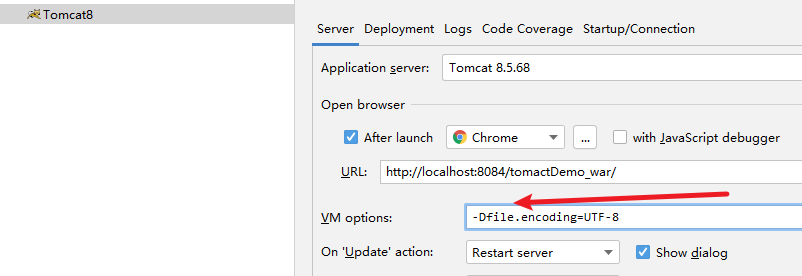 Tomcat8
Server Deployment Logs Code Coverage Startup/Connection
Application server: Tomcat 8.5.68
Open browser
After launch Chrome ... with JavaScript debugger
URL: http://localhost:8084/tomactDemo_war/
VM options: -Dfile.encoding=UTF-8
On 'Update' action: Restart server Show dialog